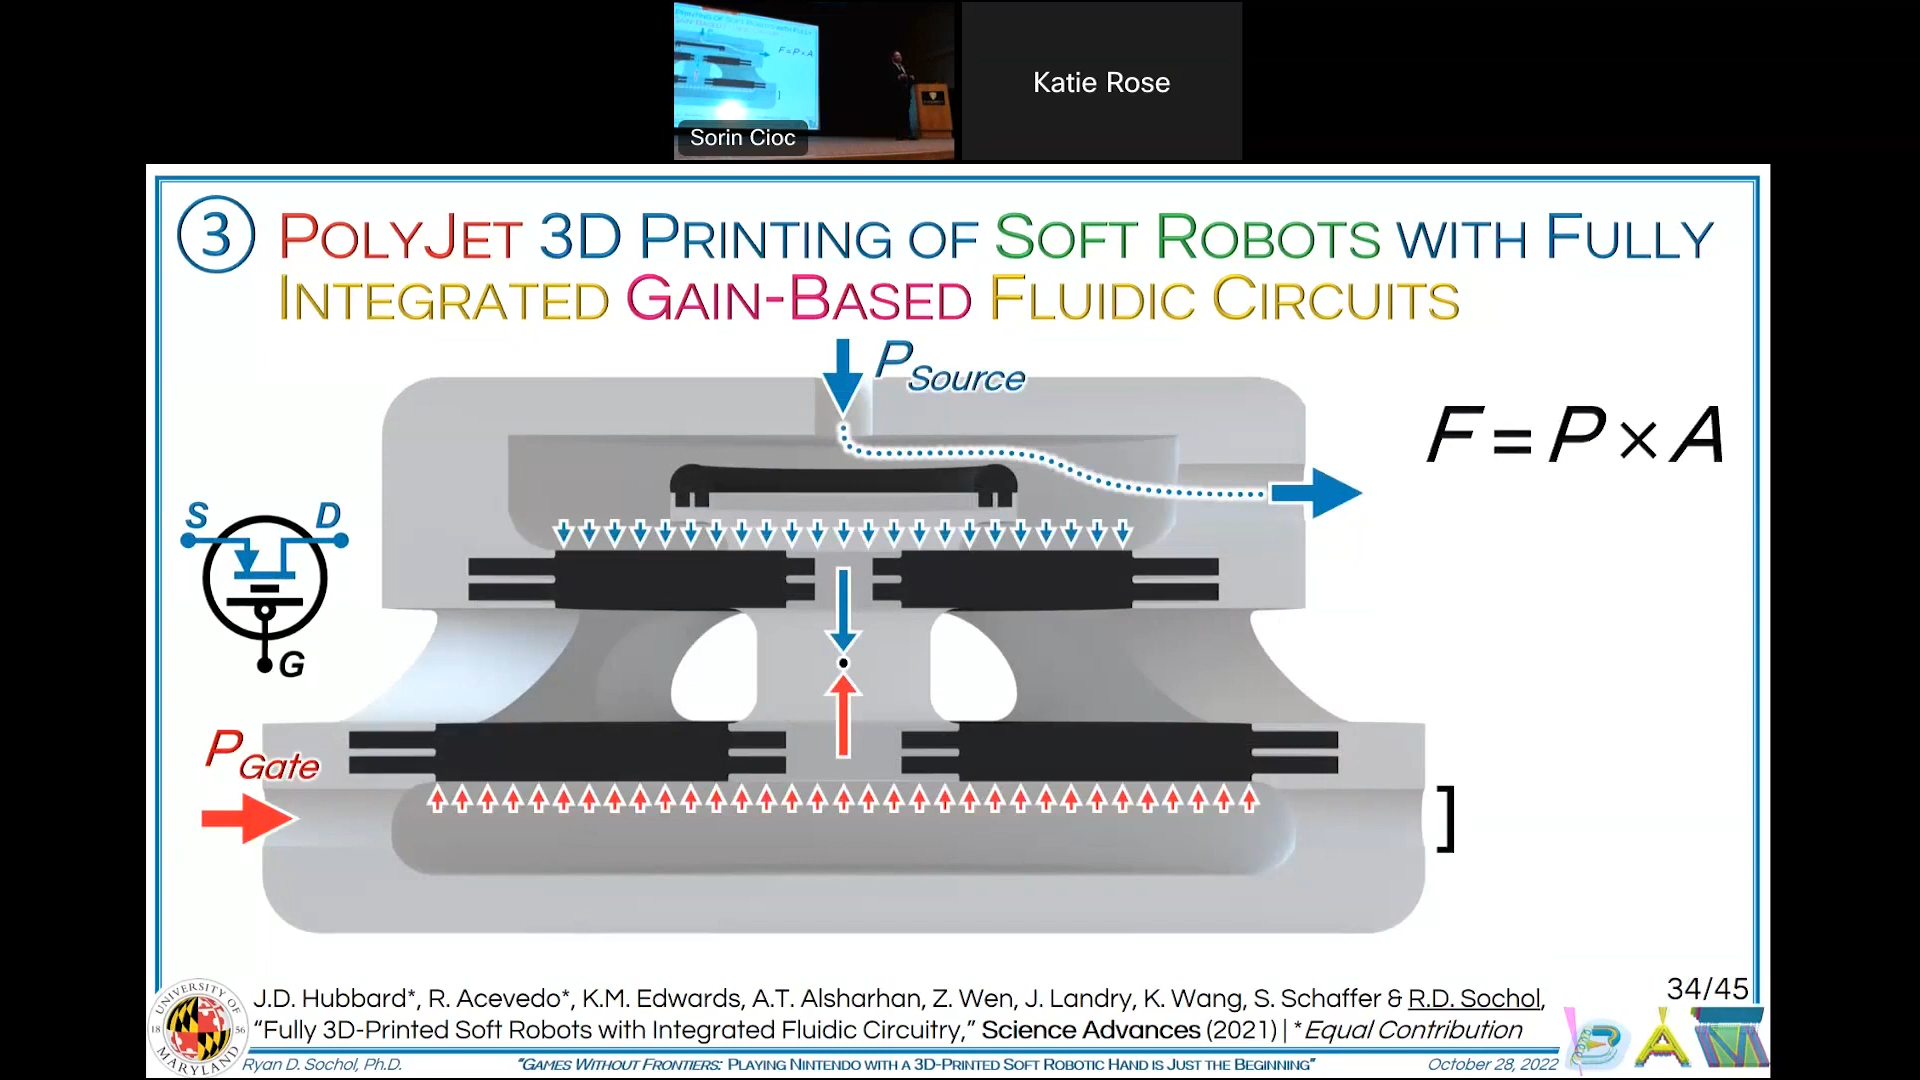 F=P×A
Sorin Cioc
Katie Rose
3 POLYJET 3D PRINTING OF SOFT ROBOTS WITH FULLY
INTEGRATED GAIN-BASED FLUIDIC CIRCUITS
P Source
F = P × A
S D
G
P Gate
]
34/45
J.D. Hubbard*, R. Acevedo*, K.M. Edwards, A.T. Alsharhan, Z. Wen, J. Landry, K. Wang, S. Schaffer & R.D. Sochol,
“Fully 3D-Printed Soft Robots with Integrated Fluidic Circuitry,” Science Advances (2021) | *Equal Contribution
UNIVERSITY OF
18 56
MARYLAND
Ryan D. Sochol, Ph.D. “GAMES WITHOUT FRONTIERS: PLAYING NINTENDO WITH A 3D-PRINTED SOFT ROBOTIC HAND IS JUST THE BEGINNING” October 28, 2022